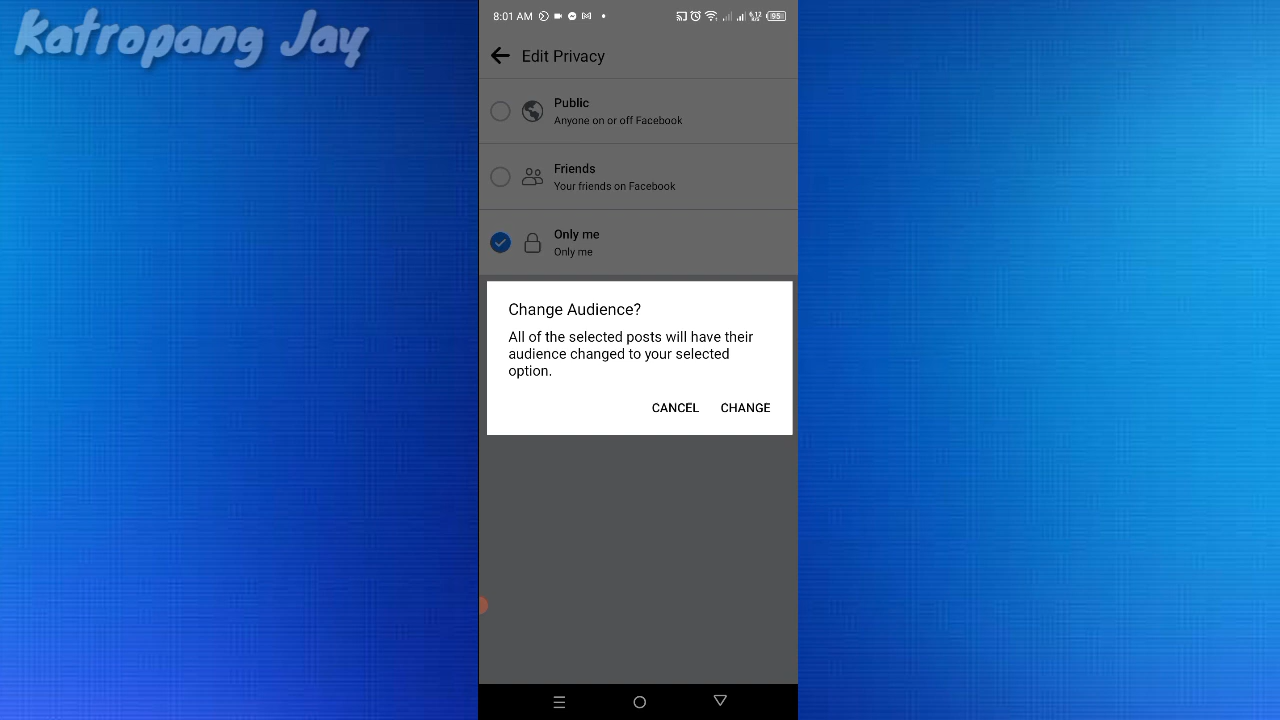 Katropang Jay
8:01 AM
95
Edit Privacy
Public
Anyone on or off Facebook
Friends
Your friends on Facebook
Only me
Only me
Change Audience?
All of the selected posts will have their
audience changed to your selected
option.
CANCEL CHANGE